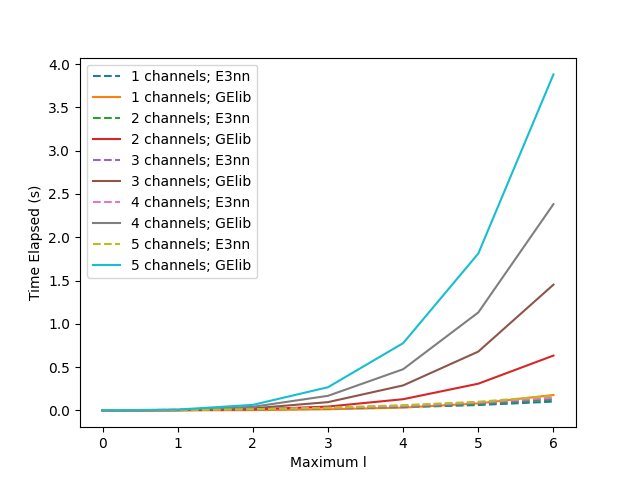 4.0
3.5
3.0
2.5
2.0
1.5
1.0
0.5
0.0
Time Elapsed (s)
1 channels; E3nn
1 channels; GElib
2 channels; E3nn
2 channels; GElib
3 channels; E3nn
3 channels; GElib
4 channels; E3nn
4 channels; GElib
5 channels; E3nn
5 channels; GElib
0 1 2 3 4 5 6
Maximum l